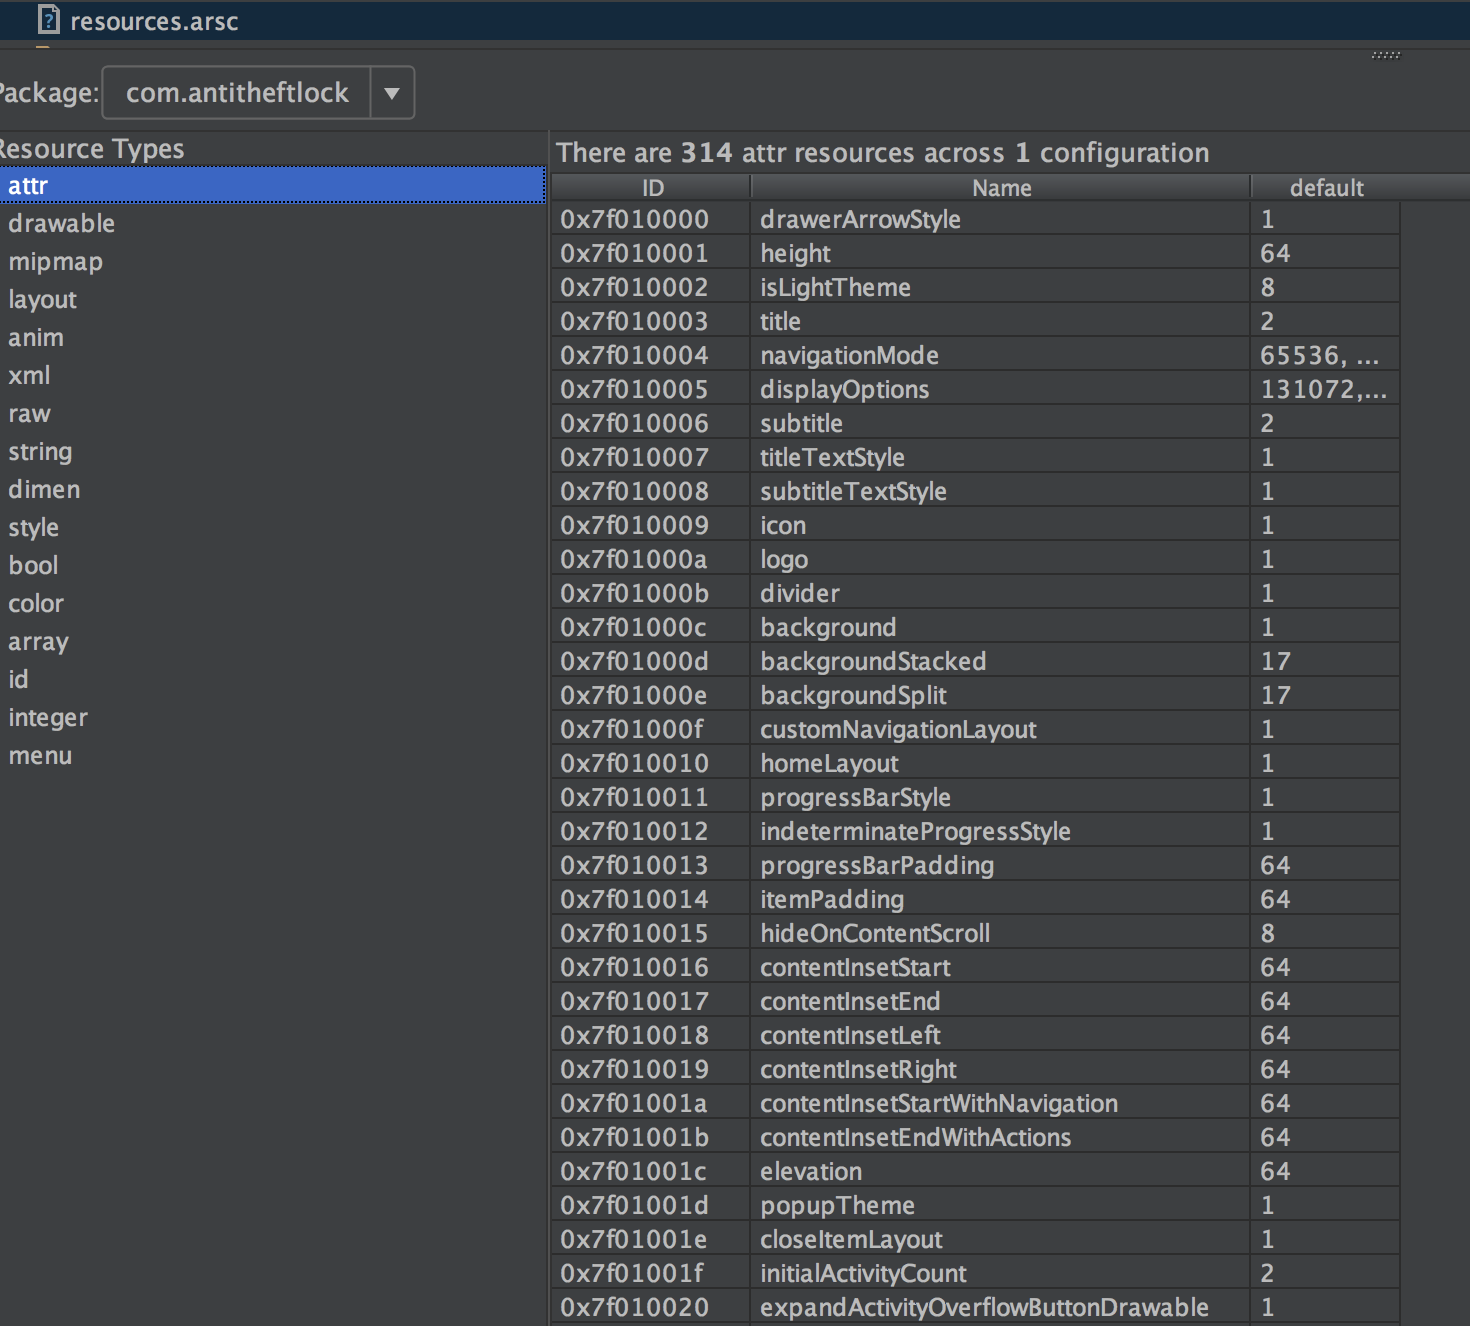 resources.arsc
Package: com.antitheftlock
Resource Types
attr
drawable
mipmap
layout
anim
xml
raw
string
dimen
style
bool
color
array
id
integer
menu
There are 314 attr resources across 1 configuration
ID Name default
0x7f010000 drawerArrowStyle 1
0x7f010001 height 64
0x7f010002 isLightTheme 8
0x7f010003 title 2
0x7f010004 navigationMode 65536, ...
0x7f010005 displayOptions 131072,...
0x7f010006 subtitle 2
0x7f010007 titleTextStyle 1
0x7f010008 subtitleTextStyle 1
0x7f010009 icon 1
0x7f01000a logo 1
0x7f01000b divider 1
0x7f01000c background 1
0x7f01000d backgroundStacked 17
0x7f01000e backgroundSplit 17
0x7f01000f customNavigationLayout 1
0x7f010010 homeLayout 1
0x7f010011 progressBarStyle 1
0x7f010012 indeterminateProgressStyle 1
0x7f010013 progressBarPadding 64
0x7f010014 itemPadding 64
0x7f010015 hideOnContentScroll 8
0x7f010016 contentInsetStart 64
0x7f010017 contentInsetEnd 64
0x7f010018 contentInsetLeft 64
0x7f010019 contentInsetRight 64
0x7f01001a contentInsetStartWithNavigation 64
0x7f01001b contentInsetEndWithActions 64
0x7f01001c elevation 64
0x7f01001d popupTheme 1
0x7f01001e closeItemLayout 1
0x7f01001f initialActivityCount 2
0x7f010020 expandActivityOverflowButtonDrawable 1